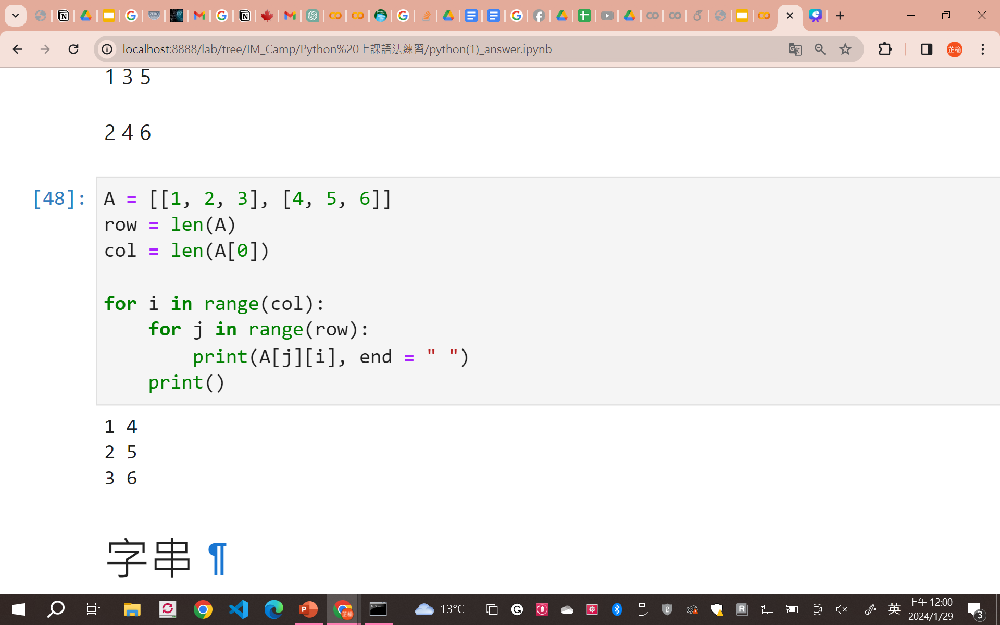 localhost:8888/lab/tree/IM_Camp/Python%20上課語法練習/python(1)_answer.ipynb
芷榆
1 3 5
2 4 6
[48]:
A = [[1, 2, 3], [4, 5, 6]]
row = len(A)
col = len(A[0])
for i in range(col):
    for j in range(row):
        print(A[j][i], end = " ")
    print()
1 4
2 5
3 6
字串 ¶
13°C
英
上午 12:00
2024/1/29
3